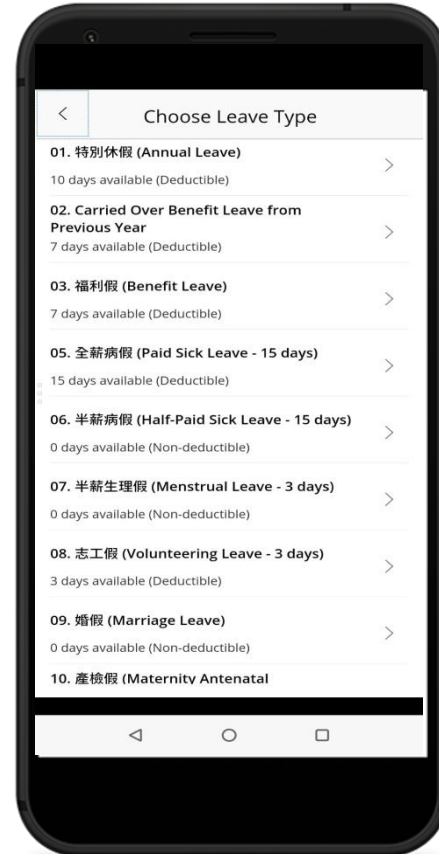 Choose Leave Type
01. 特別休假 (Annual Leave)
10 days available (Deductible)
02. Carried Over Benefit Leave from
Previous Year
7 days available (Deductible)
03. 福利假 (Benefit Leave)
7 days available (Deductible)
05. 全薪病假 (Paid Sick Leave - 15 days)
15 days available (Deductible)
06. 半薪病假 (Half-Paid Sick Leave - 15 days)
0 days available (Non-deductible)
07. 半薪生理假 (Menstrual Leave - 3 days)
0 days available (Non-deductible)
08. 志工假 (Volunteering Leave - 3 days)
3 days available (Deductible)
09. 婚假 (Marriage Leave)
0 days available (Non-deductible)
10. 產檢假 (Maternity Antenatal